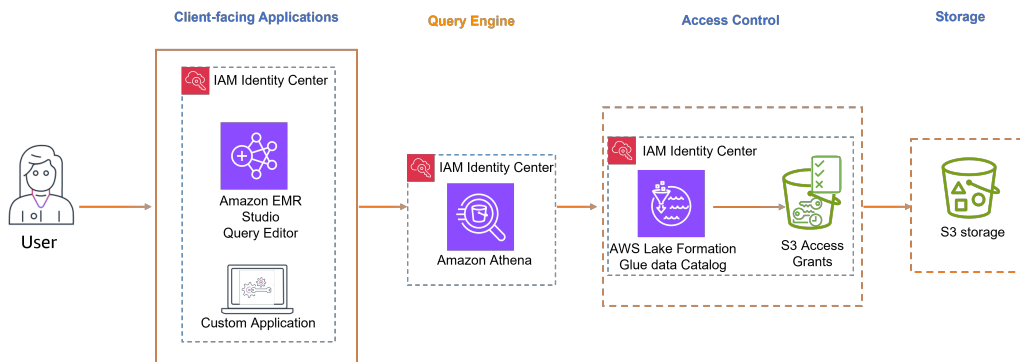 Client-facing Applications
Query Engine
Access Control
Storage
IAM Identity Center
Amazon EMR
Studio
Query Editor
Custom Application
User
IAM Identity Center
Amazon Athena
IAM Identity Center
AWS Lake Formation
Glue data Catalog
S3 Access
Grants
S3 storage